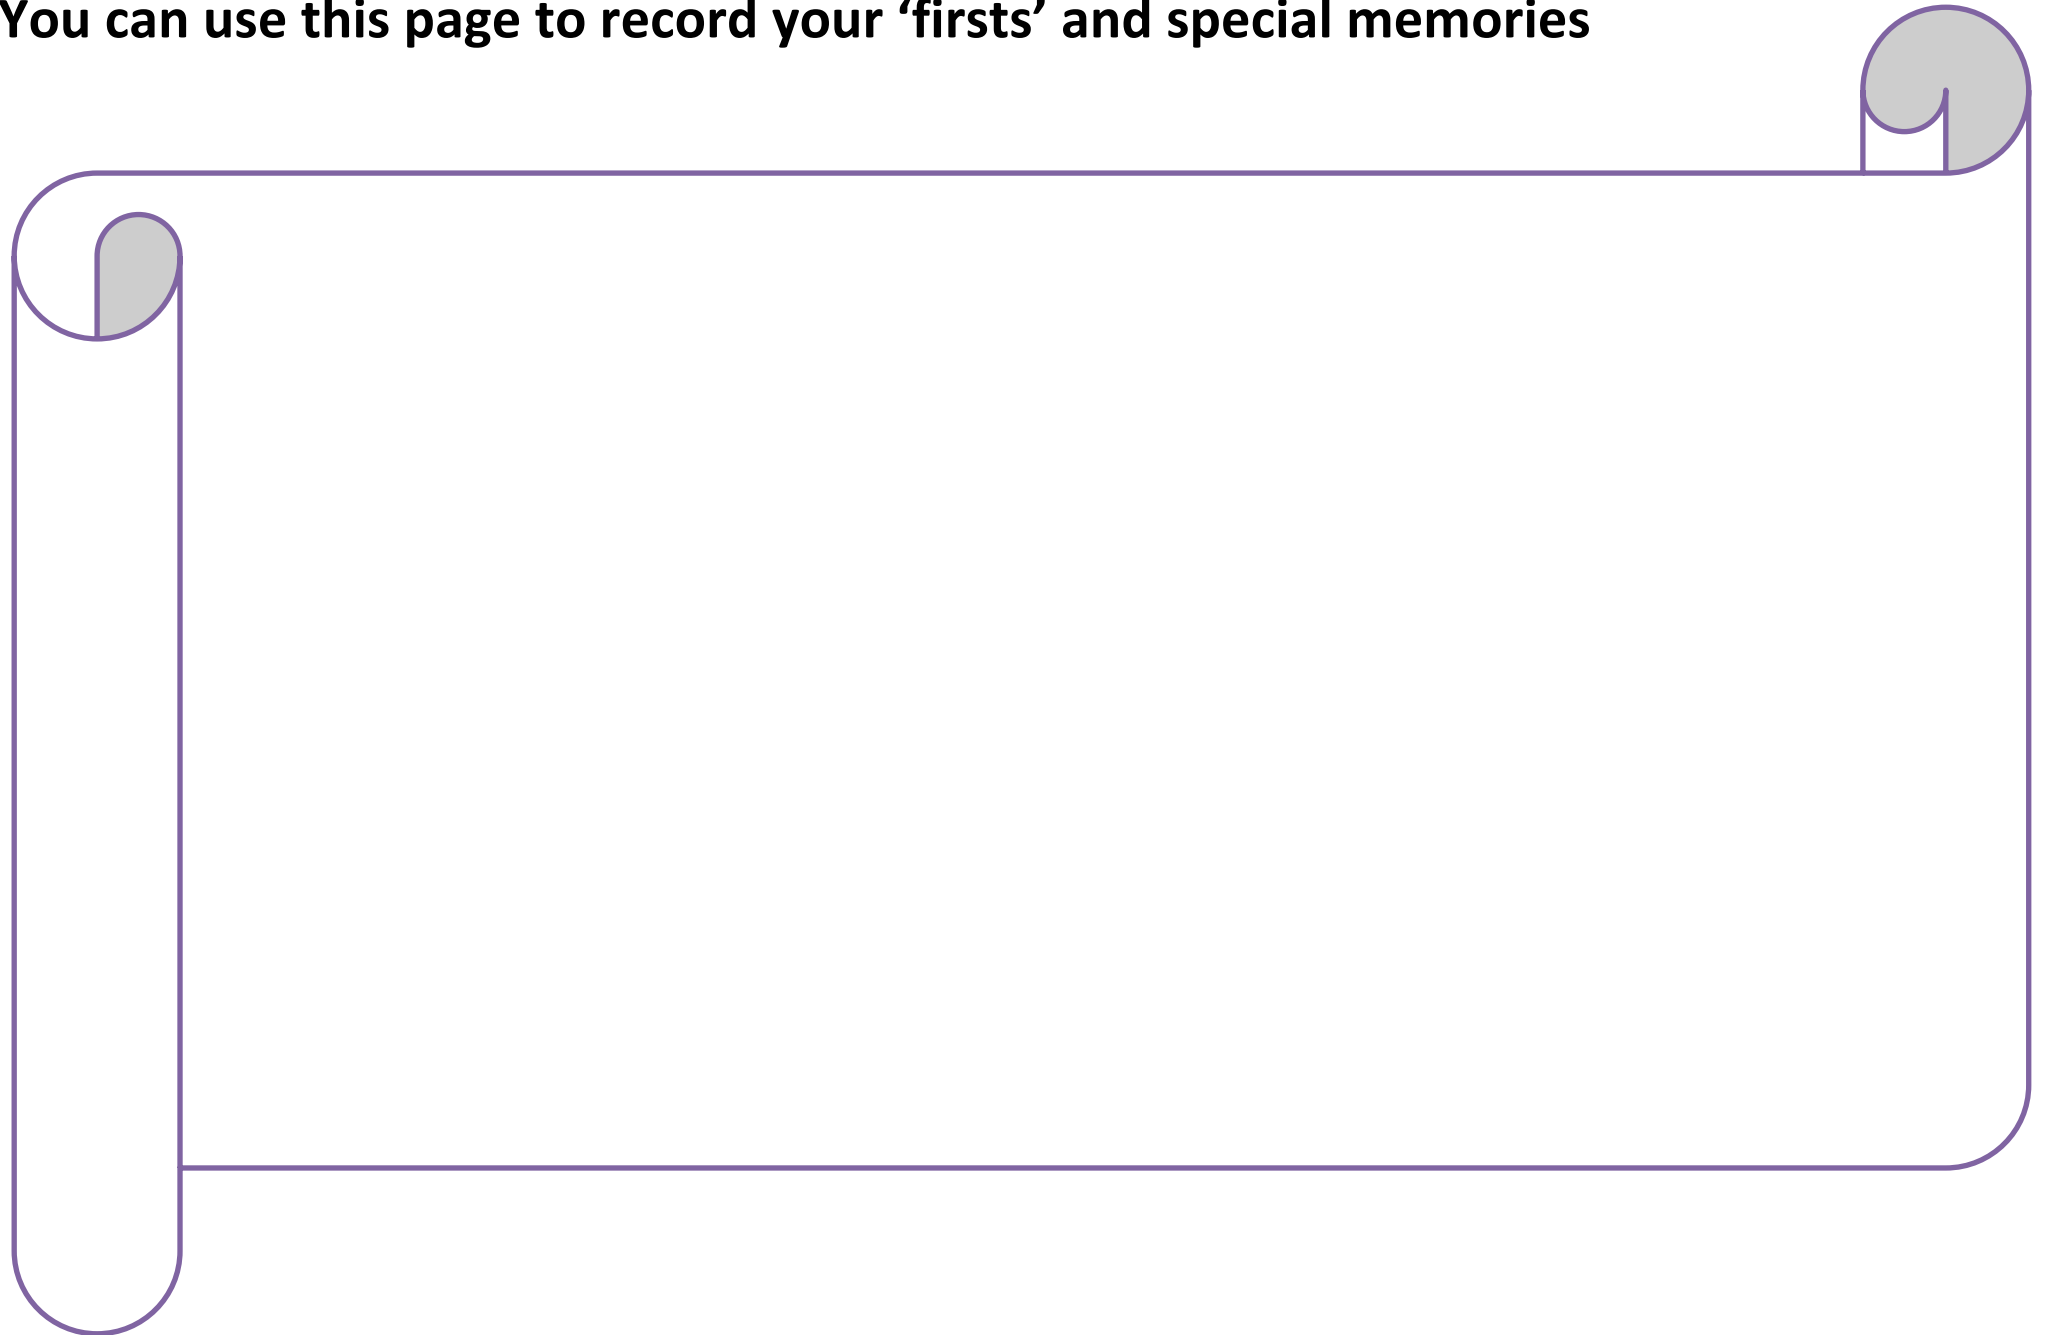 You can use this page to record your ‘firsts’ and special memories